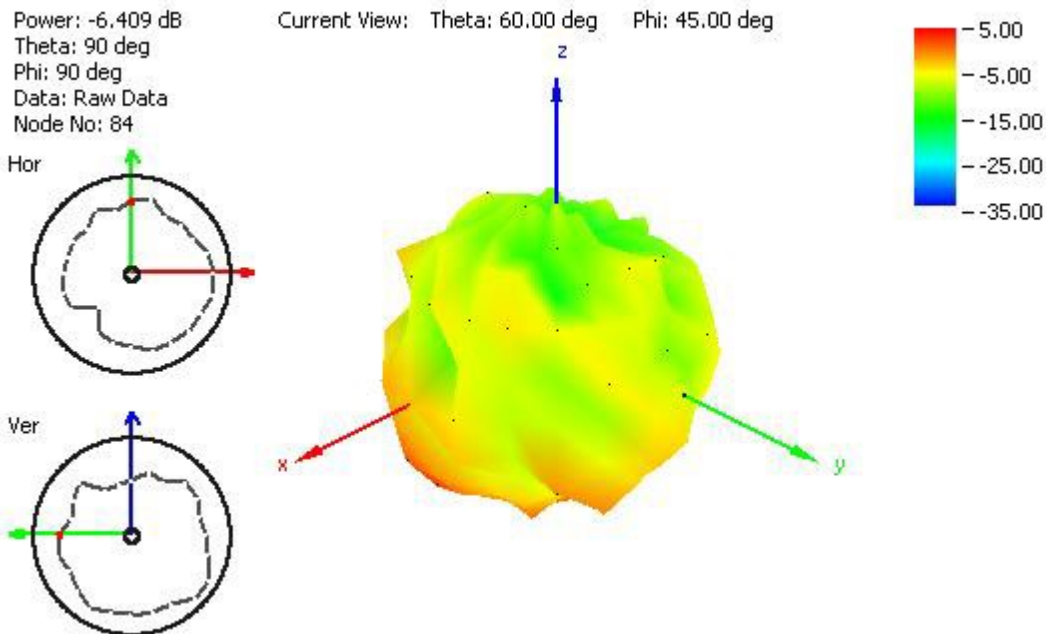 Power: -6.409 dB
Theta: 90 deg
Phi: 90 deg
Data: Raw Data
Node No: 84
Current View: Theta: 60.00 deg Phi: 45.00 deg
z
5.00
-5.00
-15.00
-25.00
-35.00
Hor
Ver
x
y